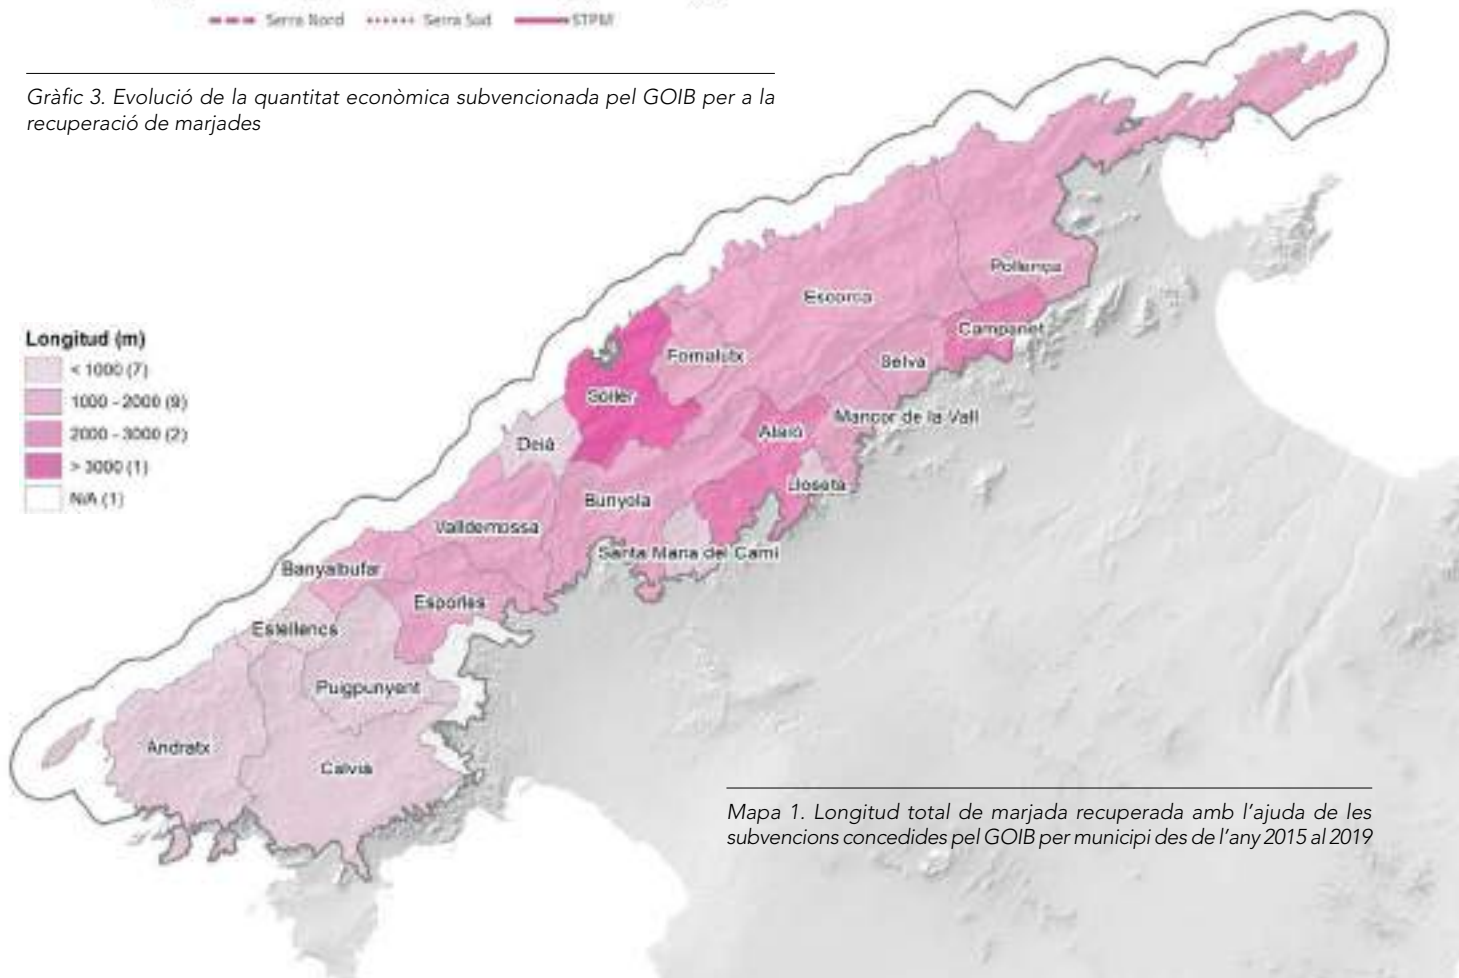 Serra Nord Serra Sud STPM
Gràfic 3. Evolució de la quantitat econòmica subvencionada pel GOIB per a la
recuperació de marjades
Pollença
Escorca
Longitud (m)
< 1000 (7)
1000 - 2000 (9)
2000 - 3000 (2)
> 3000 (1)
N/A (1)
Campanet
Fornalutx
Selva
Sóller
Mancor de la Vall
Alaró
Deià
Lloseta
Bunyola
Valldemossa
Santa Maria del Camí
Banyalbufar
Esporles
Estellencs
Puigpunyent
Andratx
Calvià
Mapa 1. Longitud total de marjada recuperada amb l'ajuda de les
subvencions concedides pel GOIB per municipi des de l'any 2015 al 2019